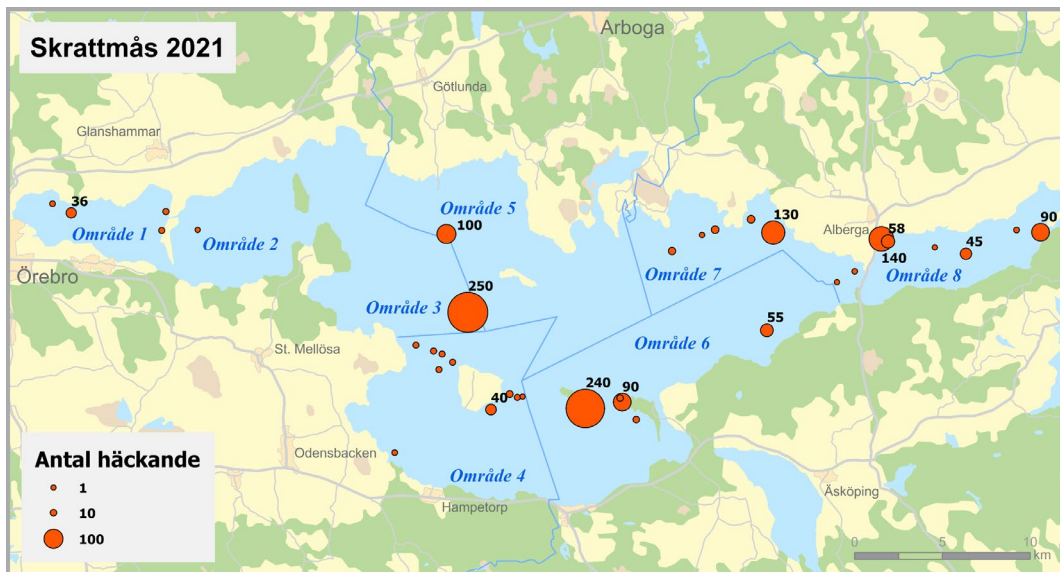 Skrattmås 2021
Arboga
Götlunda
Glanshammar
36
Område 1
Område 2
Område 5
100
130
Alberga
58
140
90
45
Område 8
Område 7
Örebro
250
Område 3
St. Mellösa
55
Område 6
240
90
40
Odensbacken
Område 4
Hampetorp
Äsköping
Antal häckande
1
10
100
0 5 10
km